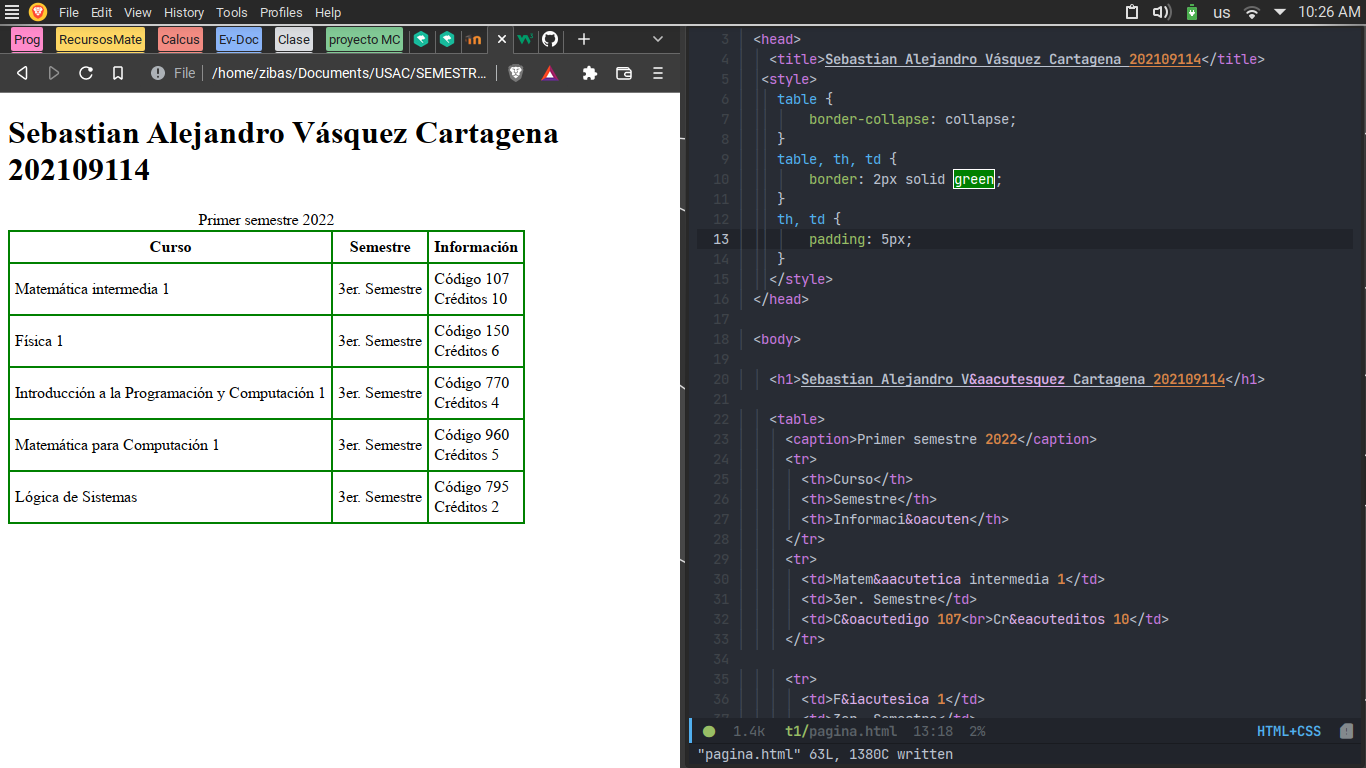 File Edit View History Tools Profiles Help
us 10:26 AM
Prog RecursosMate Calcus Ev-Doc Clase proyecto MC
File /home/zibas/Documents/USAC/SEMESTR...
Sebastian Alejandro Vásquez Cartagena
202109114
Primer semestre 2022
Curso Semestre Información
Matemática intermedia 1 3er. Semestre Código 107
Créditos 10
Física 1 3er. Semestre Código 150
Créditos 6
Introducción a la Programación y Computación 1 3er. Semestre Código 770
Créditos 4
Matemática para Computación 1 3er. Semestre Código 960
Créditos 5
Lógica de Sistemas 3er. Semestre Código 795
Créditos 2
3 <head>
4 <title>Sebastian Alejandro Vásquez Cartagena 202109114</title>
5 <style>
6 table {
7 border-collapse: collapse;
8 }
9 table, th, td {
10 border: 2px solid green;
11 }
12 th, td {
13 padding: 5px;
14 }
15 </style>
16 </head>
17
18 <body>
19
20 <h1>Sebastian Alejandro V&aacutesquez Cartagena 202109114</h1>
21
22 <table>
23 <caption>Primer semestre 2022</caption>
24 <tr>
25 <th>Curso</th>
26 <th>Semestre</th>
27 <th>Informaci&oacuten</th>
28 </tr>
29 <tr>
30 <td>Matem&aacutetica intermedia 1</td>
31 <td>3er. Semestre</td>
32 <td>C&oacutedigo 107<br>Cr&eacuteditos 10</td>
33 </tr>
34
35 <tr>
36 <td>F&iacutesica 1</td>
37 <td>3er. Semestre</td>
1.4k t1/pagina.html 13:18 2% HTML+CSS
"pagina.html" 63L, 1380C written